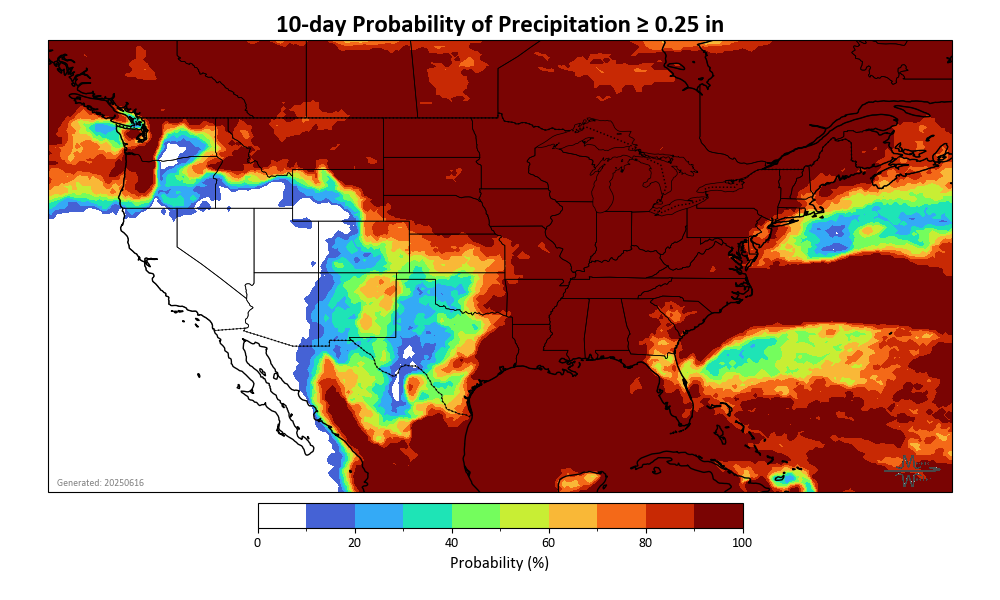 10-day Probability of Precipitation ≥ 0.25 in
Generated: 20250616
0 20 40 60 80 100
Probability (%)